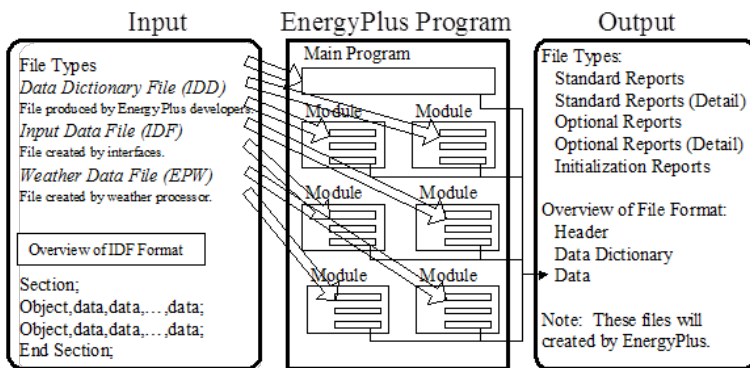 Input
File Types
Data Dictionary File (IDD)
File produced by EnergyPlus developers.
Input Data File (IDF)
File created by interfaces.
Weather Data File (EPW)
File created by weather processor.
Overview of IDF Format
Section;
Object,data,data,…,data;
Object,data,data,…,data;
End Section;
EnergyPlus Program
Main Program
Module
Module
Module
Module
Module
Module
Output
File Types:
Standard Reports
Standard Reports (Detail)
Optional Reports
Optional Reports (Detail)
Initialization Reports
Overview of File Format:
Header
Data Dictionary
Data
Note: These files will
created by EnergyPlus.